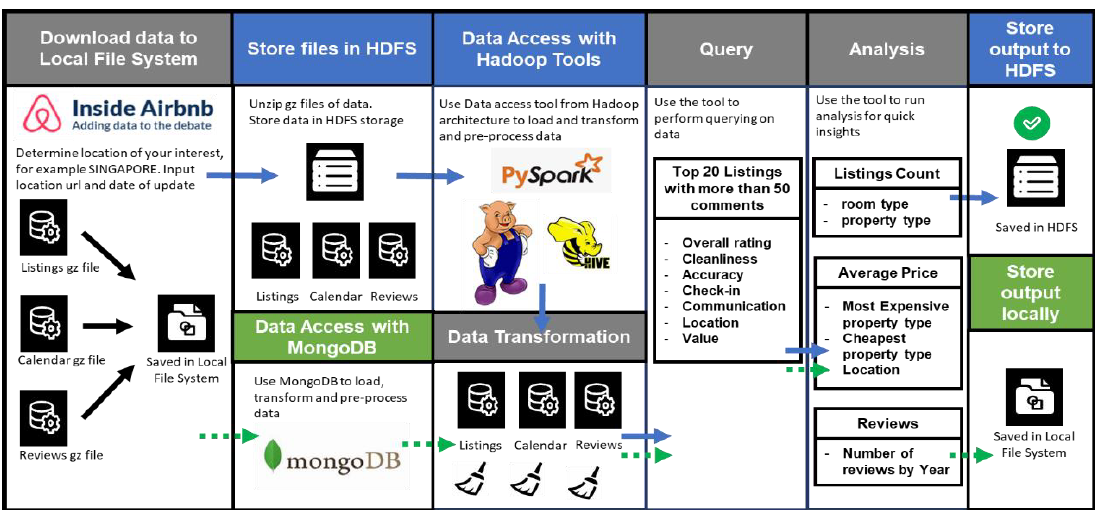 Download data to
Local File System
Inside Airbnb
Adding data to the debate
Determine location of your interest,
for example SINGAPORE. Input
location url and date of update
Listings gz file
Calendar gz file
Saved in Local
File System
Reviews gz file
Store files in HDFS
Unzip gz files of data.
Store data in HDFS storage
Listings
Calendar
Reviews
Data Access with
MongoDB
Use MongoDB to load,
transform and pre-process
data
mongoDB
Data Access with
Hadoop Tools
Use Data access tool from Hadoop
architecture to load and transform
and pre-process data
PySpark
HIVE
Data Transformation
Listings
Calendar
Reviews
Query
Use the tool to
perform querying on
data
Top 20 Listings
with more than 50
comments
- Overall rating
- Cleanliness
- Accuracy
- Check-in
- Communication
- Location
- Value
Analysis
Use the tool to run
analysis for quick
insights
Listings Count
- room type
- property type
Average Price
- Most Expensive
property type
- Cheapest
property type
- Location
Reviews
- Number of
reviews by Year
Store
output to
HDFS
Saved in HDFS
Store
output
locally
Saved in Local
File System